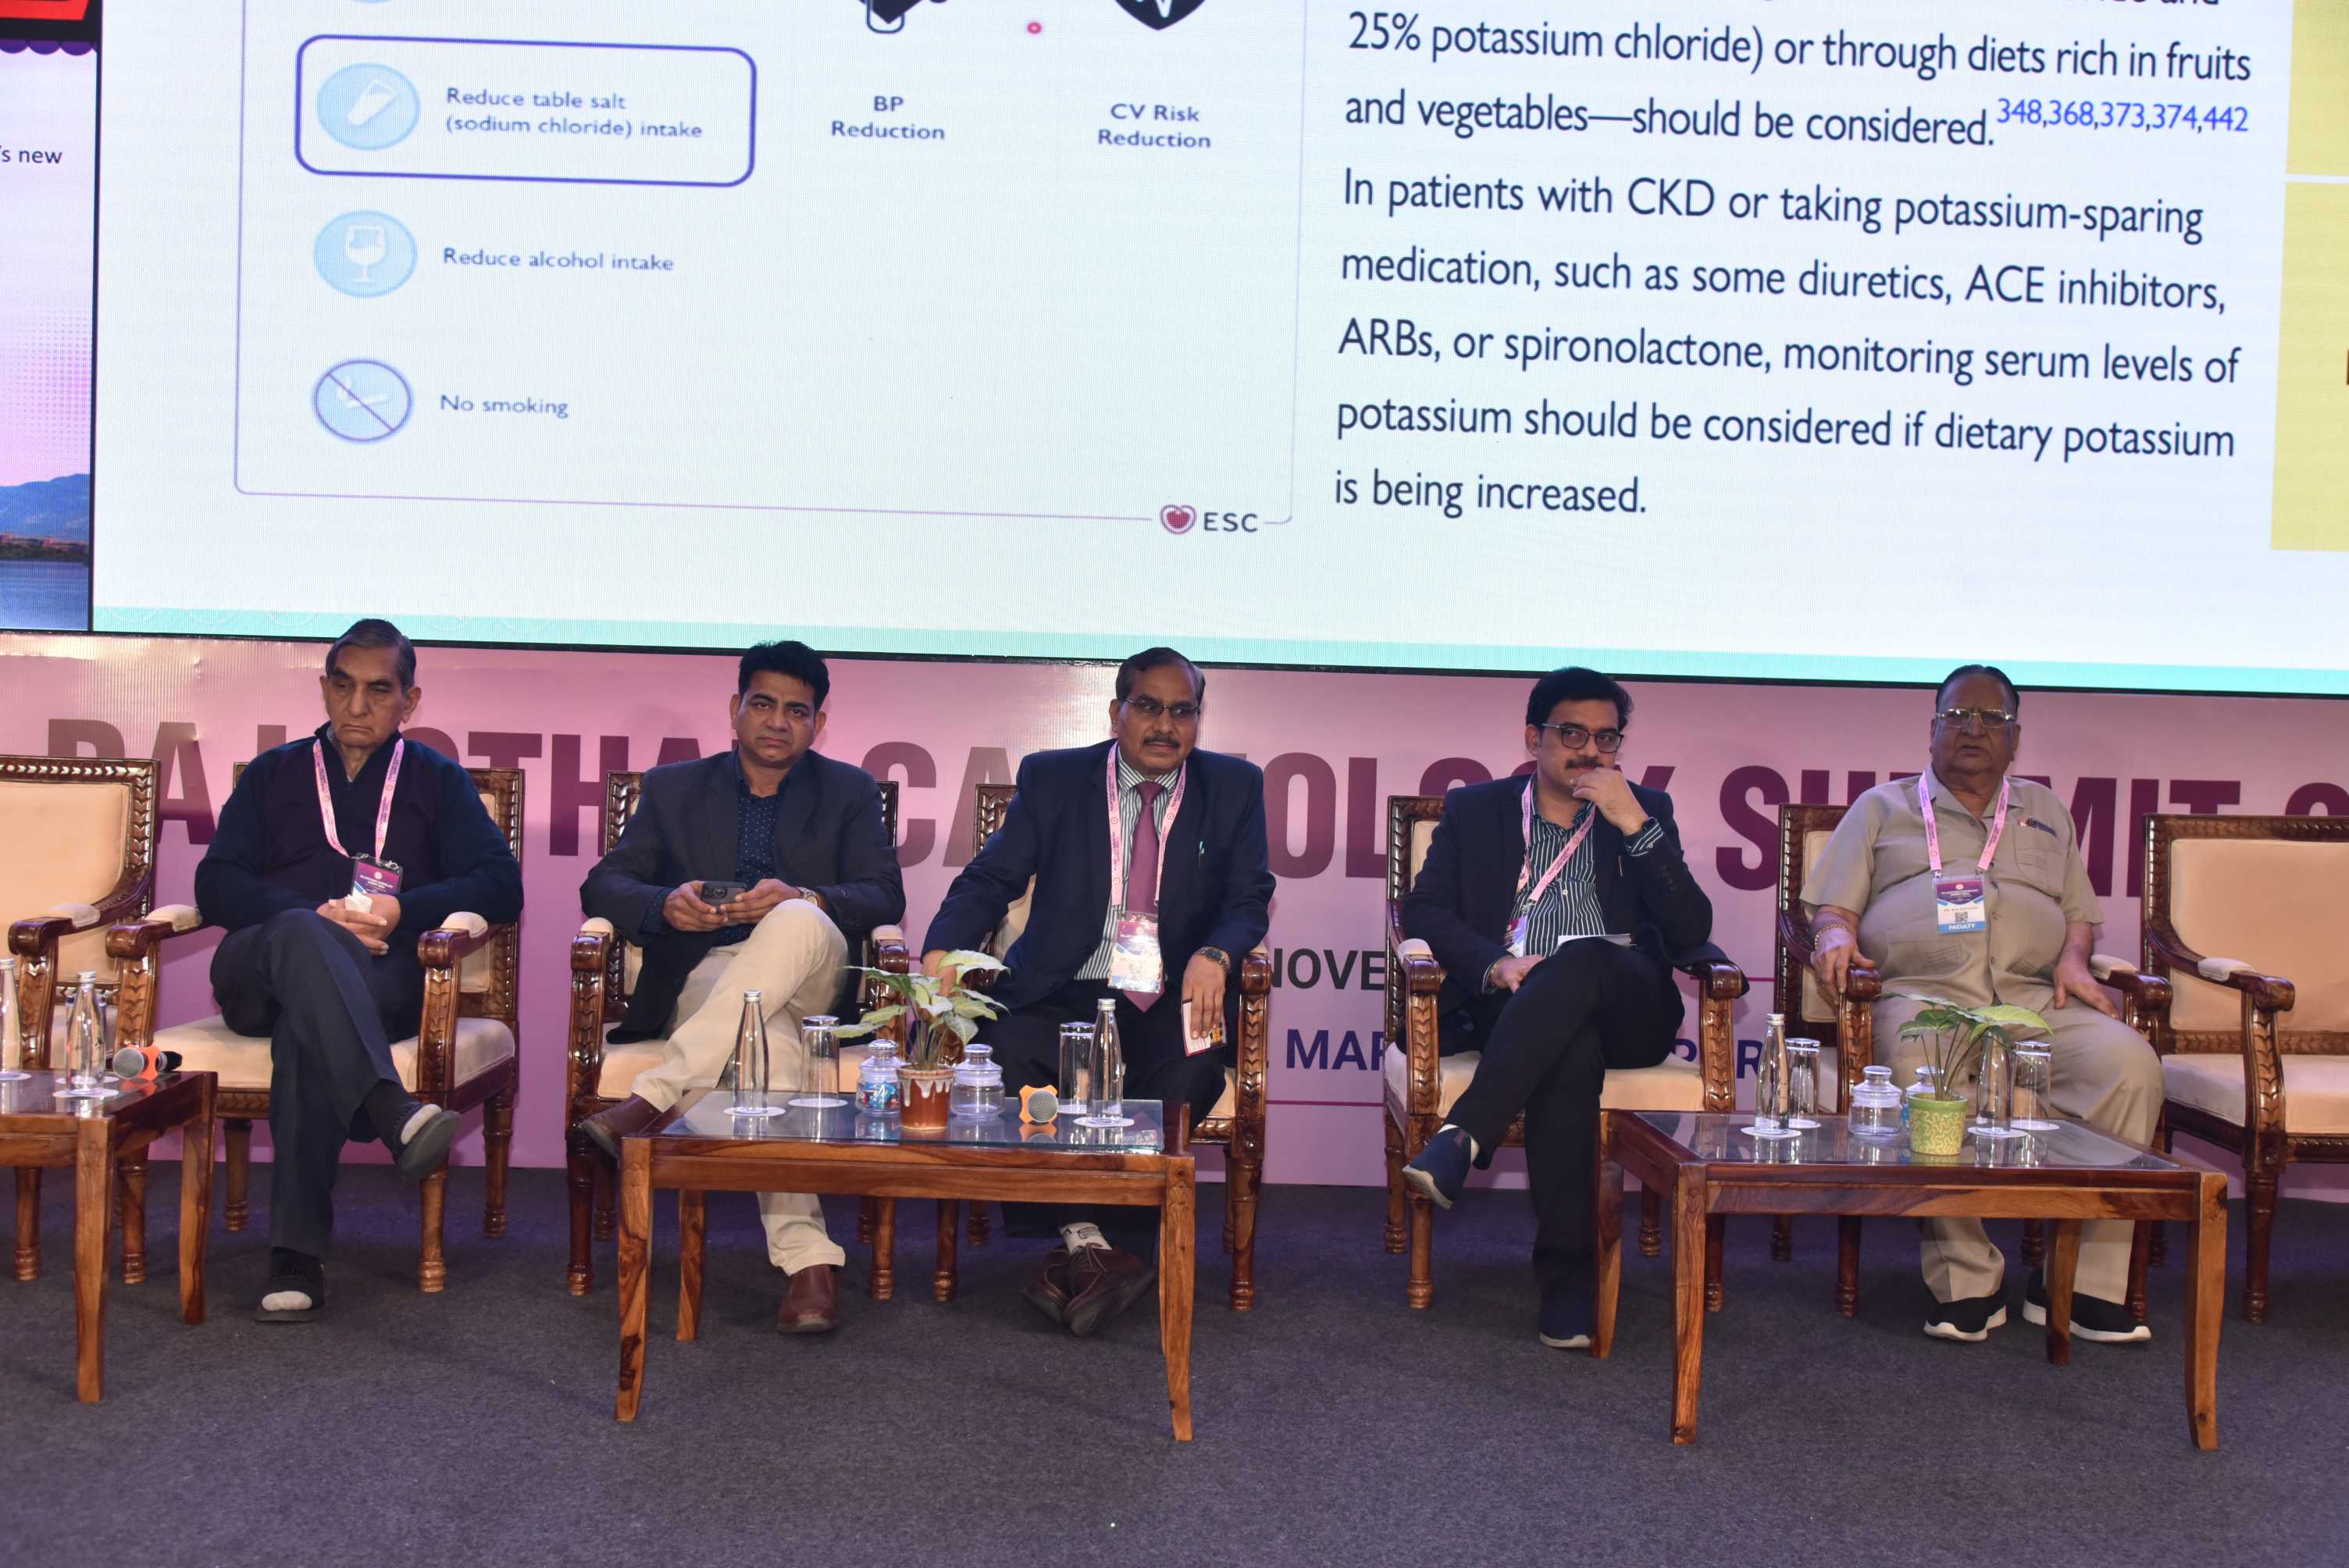 's new
Reduce table salt
(sodium chloride) intake
Reduce alcohol intake
No smoking
BP
Reduction
CV Risk
Reduction
ESC
and
25% potassium chloride) or through diets rich in fruits
and vegetables—should be considered.348,368,373,374,442
In patients with CKD or taking potassium-sparing
medication, such as some diuretics, ACE inhibitors,
ARBs, or spironolactone, monitoring serum levels of
potassium should be considered if dietary potassium
is being increased.
SUMMIT
NOVE
MAR
FACULTY